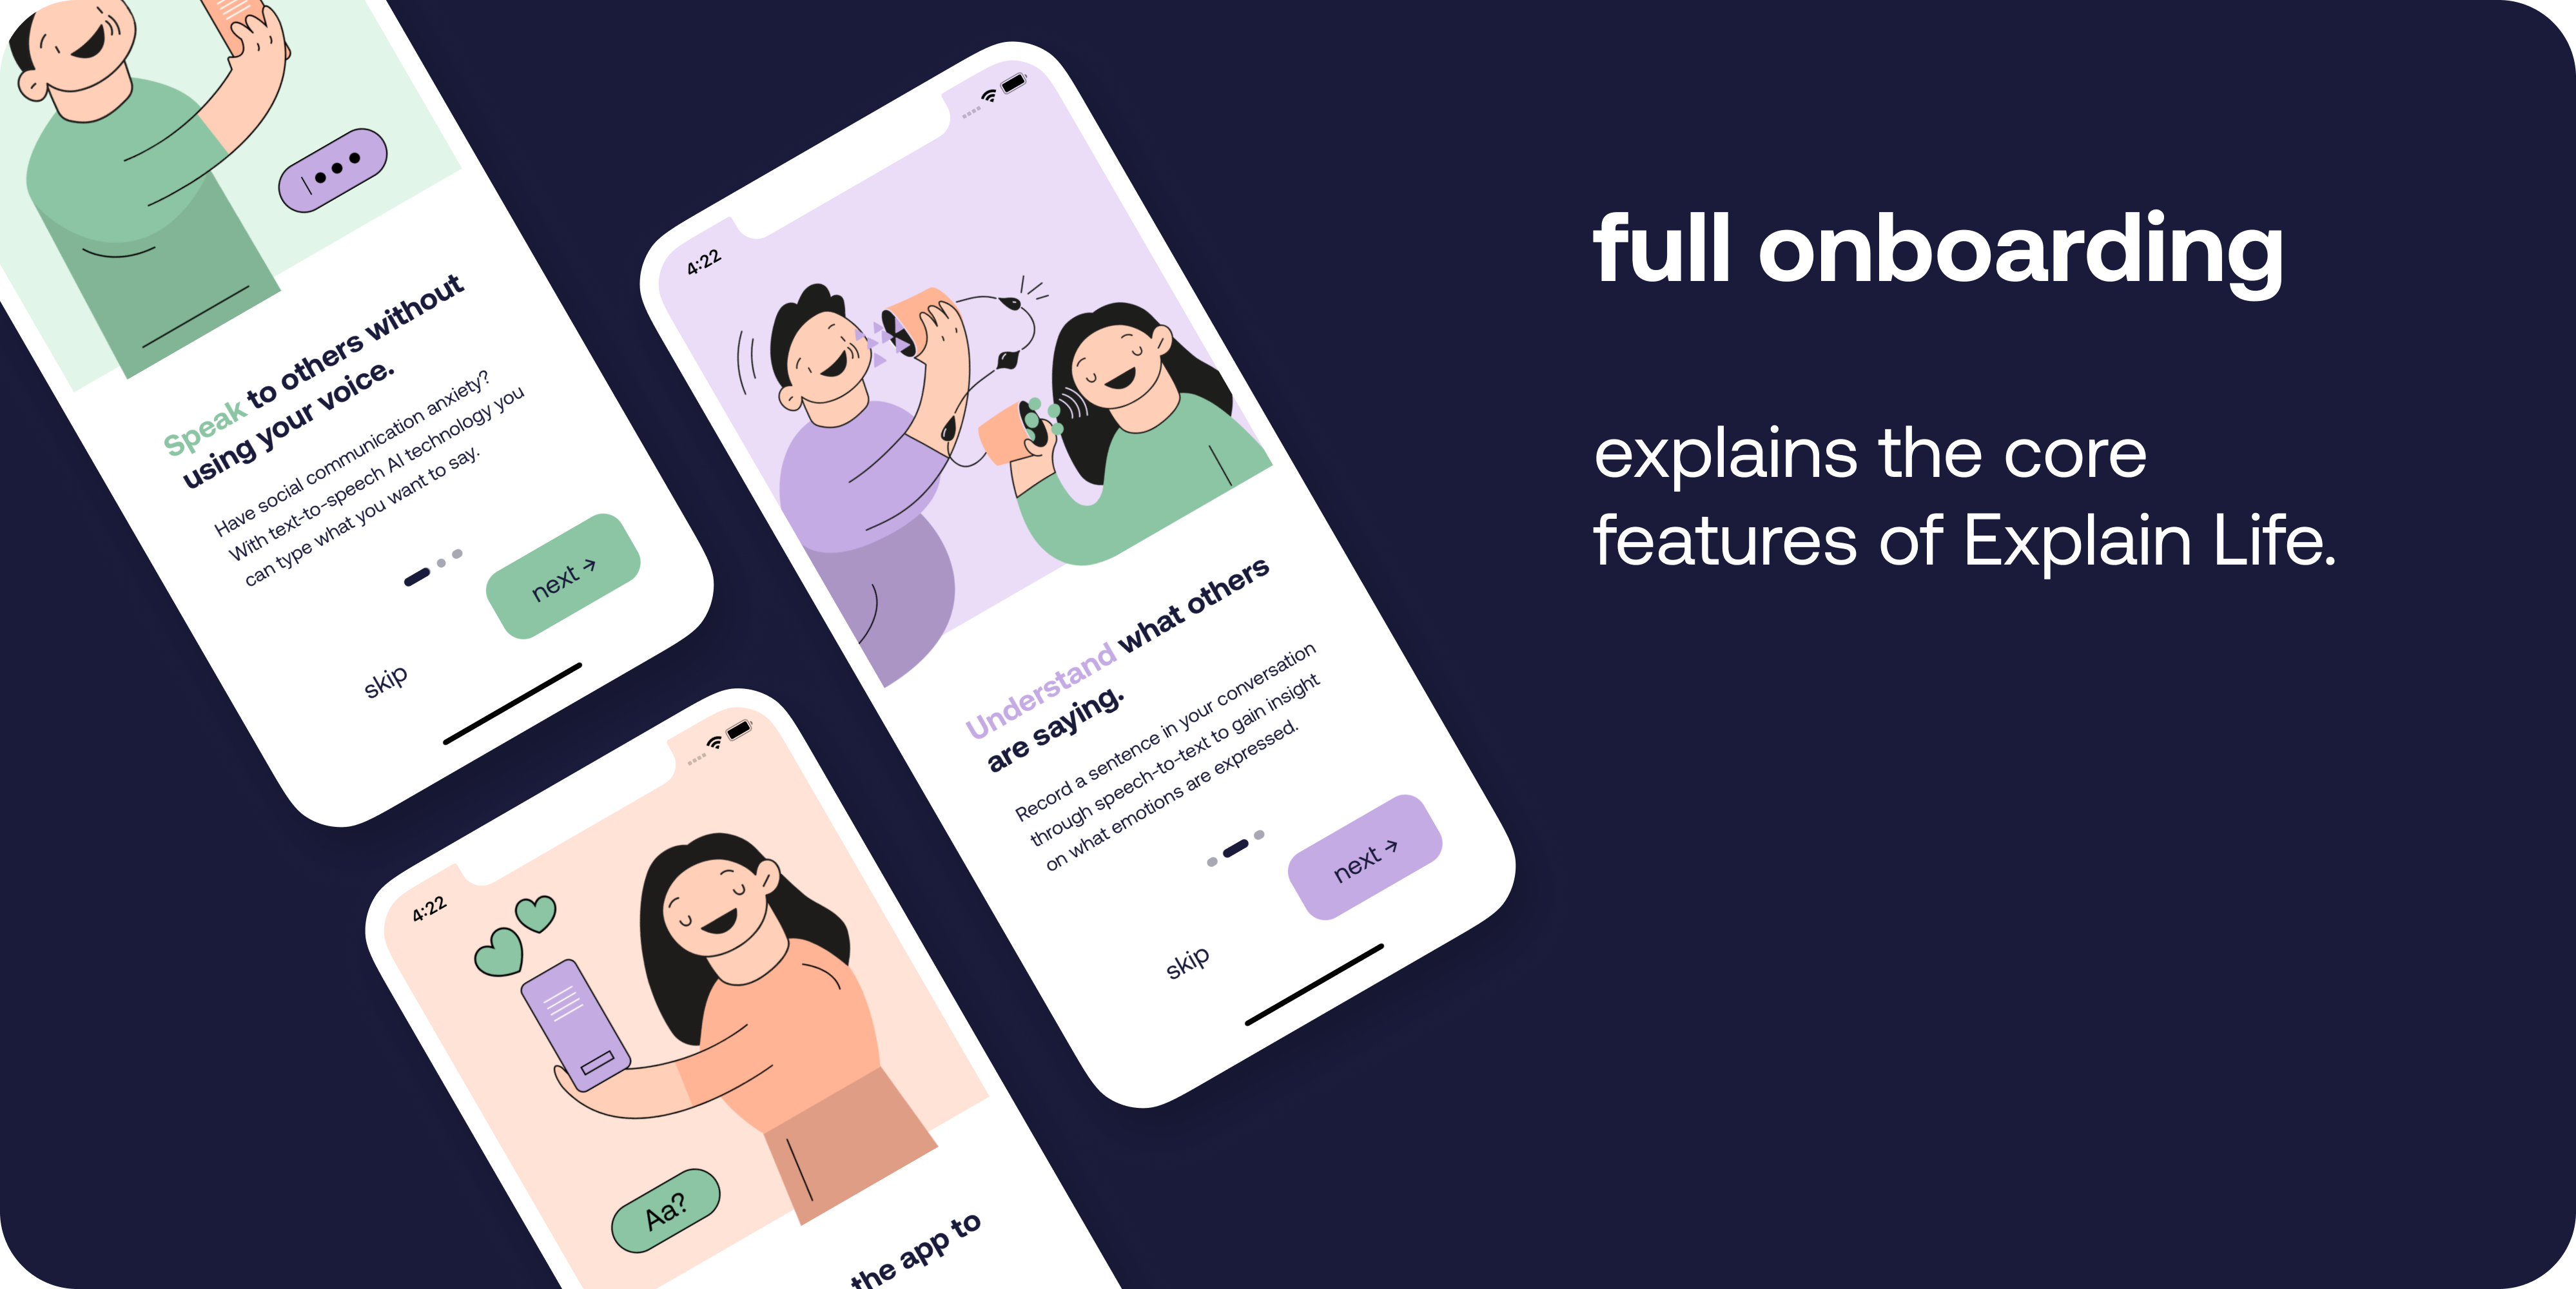 Speak to others without
using your voice.
Have social communication anxiety?
With text-to-speech AI technology you
can type what you want to say.
next →
skip
4:22
Understand what others
are saying.
Record a sentence in your conversation
through speech-to-text to gain insight
on what emotions are expressed.
next →
skip
4:22
Aa?
the app to
full onboarding
explains the core
features of Explain Life.